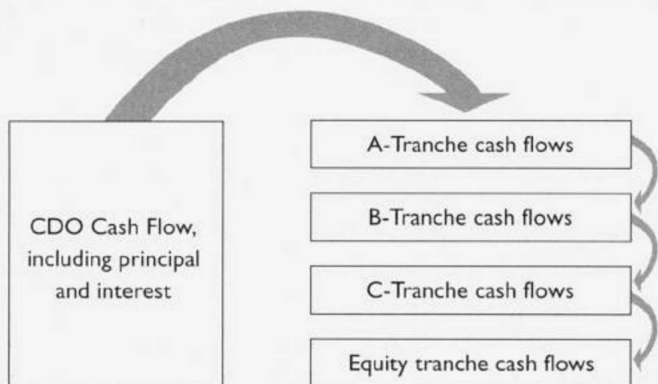 CDO Cash Flow,
including principal
and interest
A-Tranche cash flows
B-Tranche cash flows
C-Tranche cash flows
Equity tranche cash flows